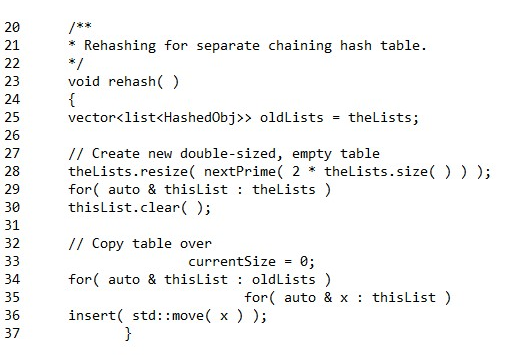 20 /**
21 * Rehashing for separate chaining hash table.
22 */
23 void rehash( )
24 {
25 vector<list<HashedObj>> oldLists = theLists;
26
27 // Create new double-sized, empty table
28 theLists.resize( nextPrime( 2 * theLists.size( ) ) );
29 for( auto & thisList : theLists )
30 thisList.clear( );
31
32 // Copy table over
33 currentSize = 0;
34 for( auto & thisList : oldLists )
35 for( auto & x : thisList )
36 insert( std::move( x ) );
37 }